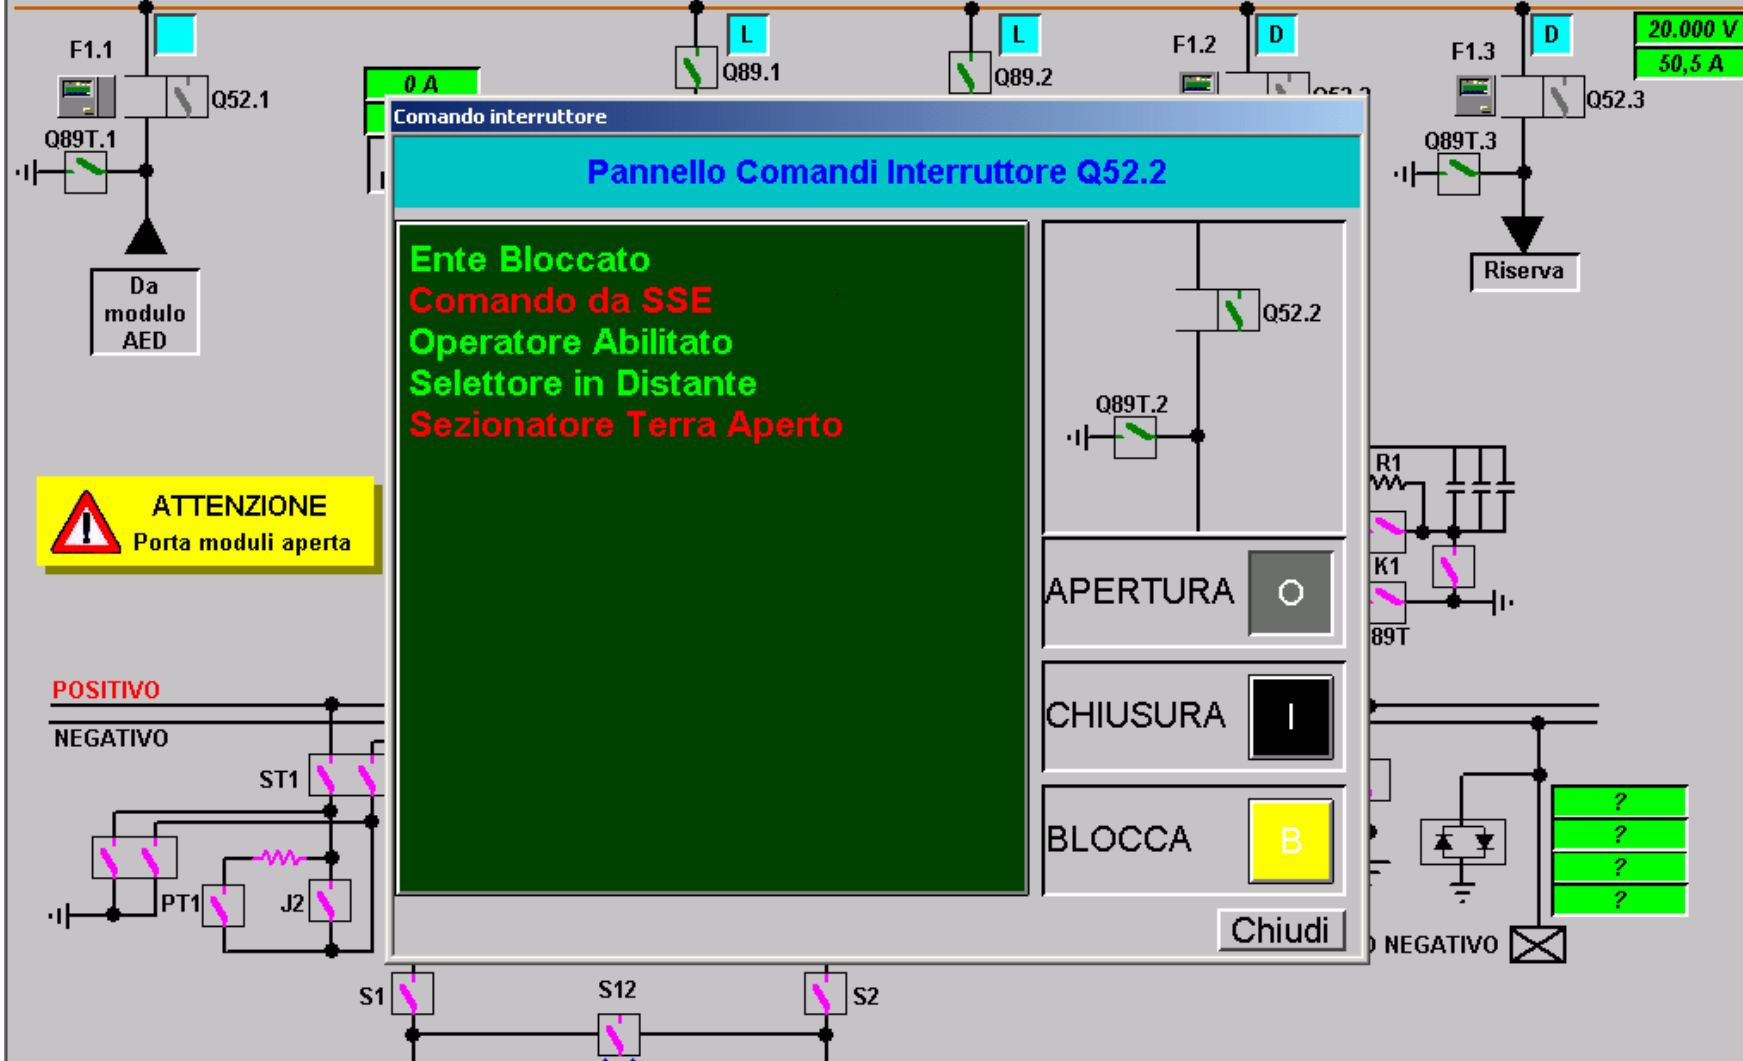 F1.1
L
L
F1.2
D
F1.3
D
20.000 V
50,5 A
Q52.1
0 A
Q89.1
Q89.2
Q52.3
Q89T.1
Q89T.3
Comando interruttore
Pannello Comandi Interruttore Q52.2
Ente Bloccato
Comando da SSE
Operatore Abilitato
Selettore in Distante
Sezionatore Terra Aperto
Q52.2
Q89T.2
Da
modulo
AED
Riserva
ATTENZIONE
Porta moduli aperta
R1
K1
89T
APERTURA
O
CHIUSURA
I
BLOCCA
B
Chiudi
POSITIVO
NEGATIVO
ST1
PT1
J2
?
?
?
?
NEGATIVO
S1
S12
S2